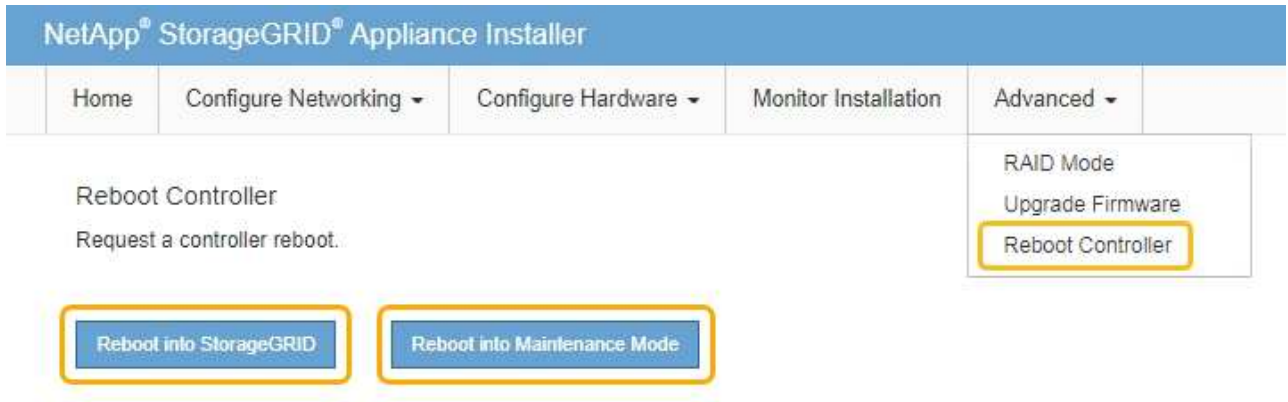 NetApp® StorageGRID® Appliance Installer
Home Configure Networking Configure Hardware Monitor Installation Advanced
RAID Mode
Upgrade Firmware
Reboot Controller
Reboot Controller
Request a controller reboot.
Reboot into StorageGRID Reboot into Maintenance Mode